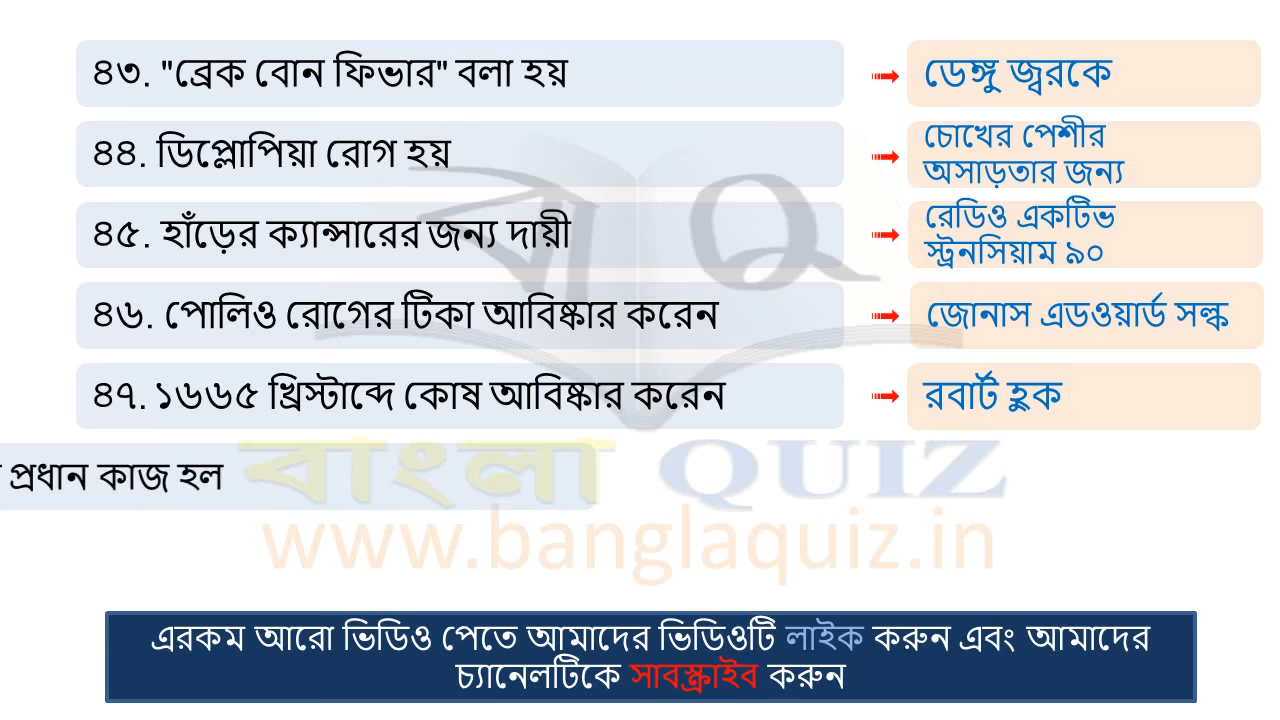 ৪৩. "ব্রেক বোন ফিভার" বলা হয়
ডেঙ্গু জ্বরকে
৪৪. ডিপ্লোপিয়া রোগ হয়
চোখের পেশীর
অসাড়তার জন্য
৪৫. হাঁড়ের ক্যান্সারের জন্য দায়ী
রেডিও একটিভ
স্ট্রনসিয়াম ৯০
৪৬. পোলিও রোগের টিকা আবিষ্কার করেন
জোনাস এডওয়ার্ড সল্ক
৪৭. ১৬৬৫ খ্রিস্টাব্দে কোষ আবিষ্কার করেন
রবার্ট হুক
প্রধান কাজ হল
বা Q
বাংলা QUIZ
www.banglaquiz.in
এরকম আরো ভিডিও পেতে আমাদের ভিডিওটি লাইক করুন এবং আমাদের
চ্যানেলটিকে সাবস্ক্রাইব করুন